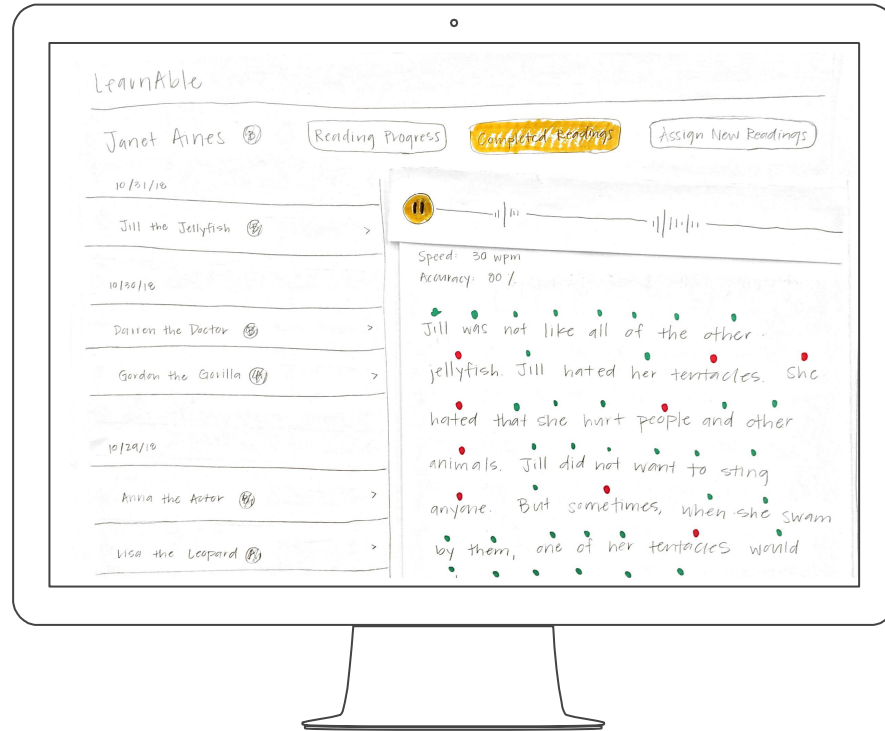 LearnAble
Janet Aines B
Reading Progress
Completed Readings
Assign New Readings
10/31/18
Jill the Jellyfish >
10/30/18
Darren the Doctor >
Gordon the Gorilla >
10/29/18
Anna the Actor >
Lisa the Leopard >
Speed: 30 wpm
Accuracy: 80 %
Jill was not like all of the other
jellyfish. Jill hated her tentacles. She
hated that she hurt people and other
animals. Jill did not want to sting
anyone. But sometimes, when she swam
by them, one of her tentacles would